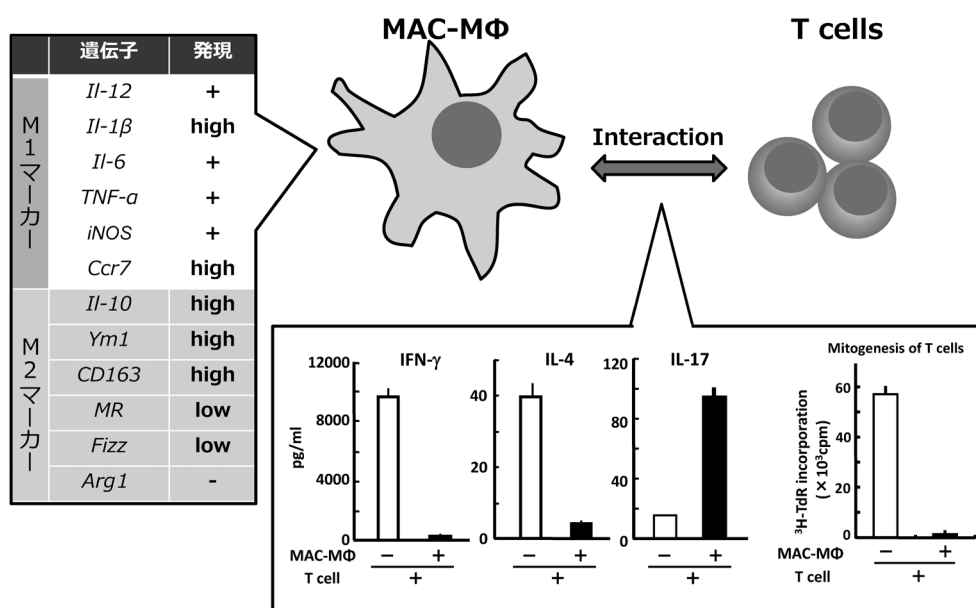 MAC-MΦ
T cells
遺伝子 発現
M1マーカー
Il-12 +
Il-1β high
Il-6 +
TNF-α +
iNOS +
Ccr7 high
M2マーカー
Il-10 high
Ym1 high
CD163 high
MR low
Fizz low
Arg1 -
Interaction
IFN-γ
pg/ml
12000
8000
4000
0
IL-4
40
20
0
IL-17
120
80
40
0
MAC-MΦ − + − + − +
T cell + + +
Mitogenesis of T cells
³H-TdR incorporation
(×10³cpm)
60
40
20
0
MAC-MΦ − +
T cell +